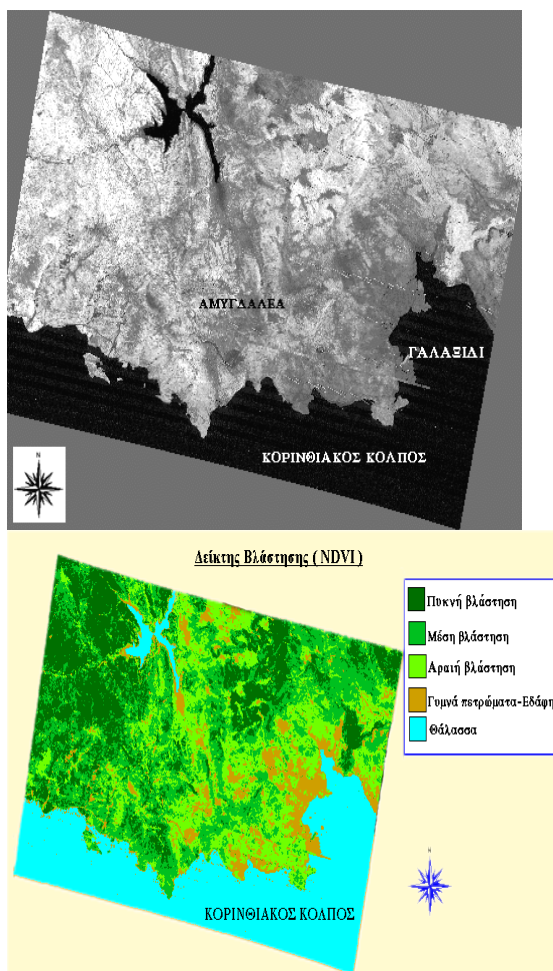 ΑΜΥΓΔΑΛΕΑ
ΓΑΛΑΞΙΔΙ
ΚΟΡΙΝΘΙΑΚΟΣ ΚΟΛΠΟΣ
N
Δείκτης Βλάστησης ( NDVI )
Πυκνή βλάστηση
Μέση βλάστηση
Αραιή βλάστηση
Γυμνά πετρώματα-Εδάφη
Θάλασσα
N
ΚΟΡΙΝΘΙΑΚΟΣ ΚΟΛΠΟΣ